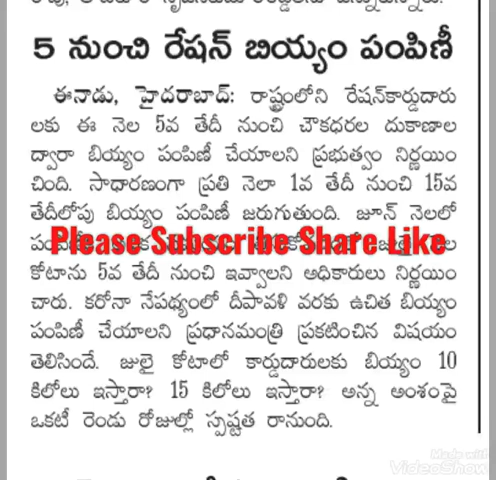 5 నుంచి రేషన్ బియ్యం పంపిణీ
ఈనాడు, హైదరాబాద్: రాష్ట్రంలోని రేషన్‌కార్డుదారు
లకు ఈ నెల 5వ తేదీ నుంచి చౌకధరల దుకాణాల
ద్వారా బియ్యం పంపిణీ చేయాలని ప్రభుత్వం నిర్ణయిం
చింది. సాధారణంగా ప్రతి నెలా 1వ తేదీ నుంచి 15వ
తేదీలోపు బియ్యం పంపిణీ జరుగుతుంది. జూన్ నెలలో
Please Subscribe Share Like
కోటాను 5వ తేదీ నుంచి ఇవ్వాలని అధికారులు నిర్ణయిం
చారు. కరోనా నేపథ్యంలో దీపావళి వరకు ఉచిత బియ్యం
పంపిణీ చేయాలని ప్రధానమంత్రి ప్రకటించిన విషయం
తెలిసిందే. జులై కోటాలో కార్డుదారులకు బియ్యం 10
కిలోలు ఇస్తారా? 15 కిలోలు ఇస్తారా? అన్న అంశంపై
ఒకటి రెండు రోజుల్లో స్పష్టత రానుంది.
Made with
VideoShow